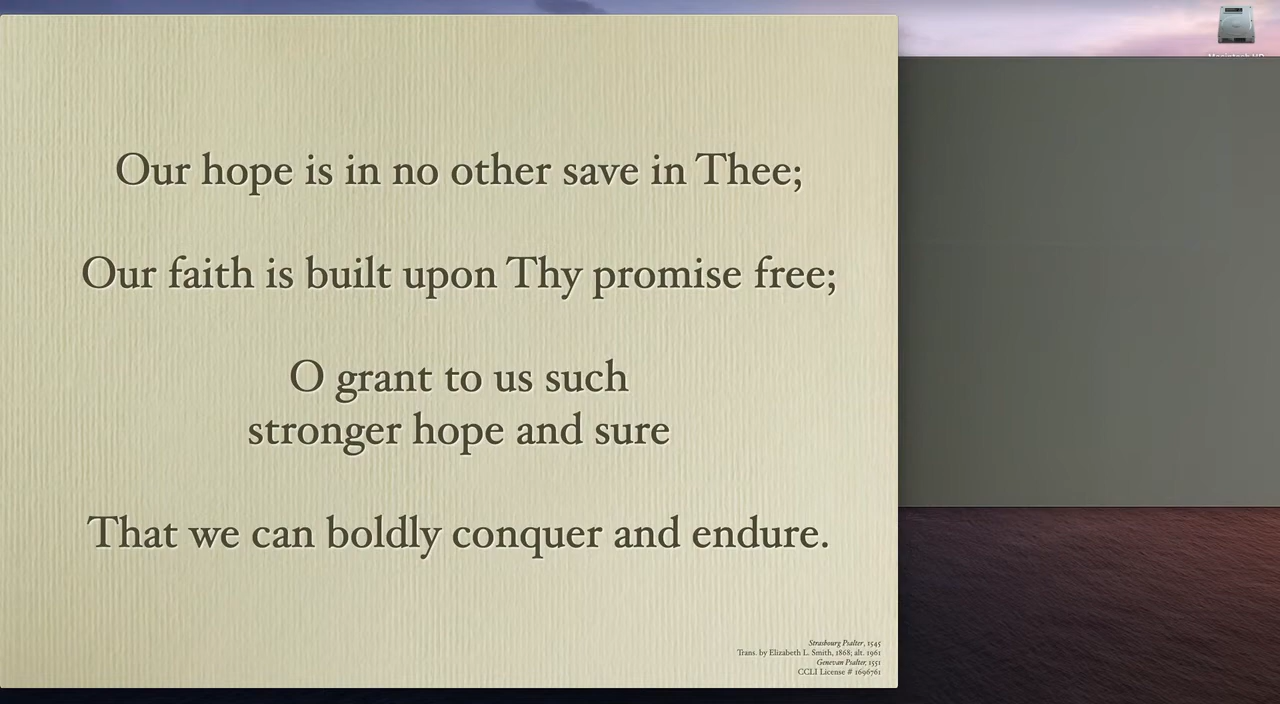 Our hope is in no other save in Thee;
Our faith is built upon Thy promise free;
O grant to us such
stronger hope and sure
That we can boldly conquer and endure.
Strasbourg Psalter, 1545
Trans. by Elizabeth L. Smith, 1868; alt. 1961
Genevan Psalter, 1551
CCLI License # 1696761